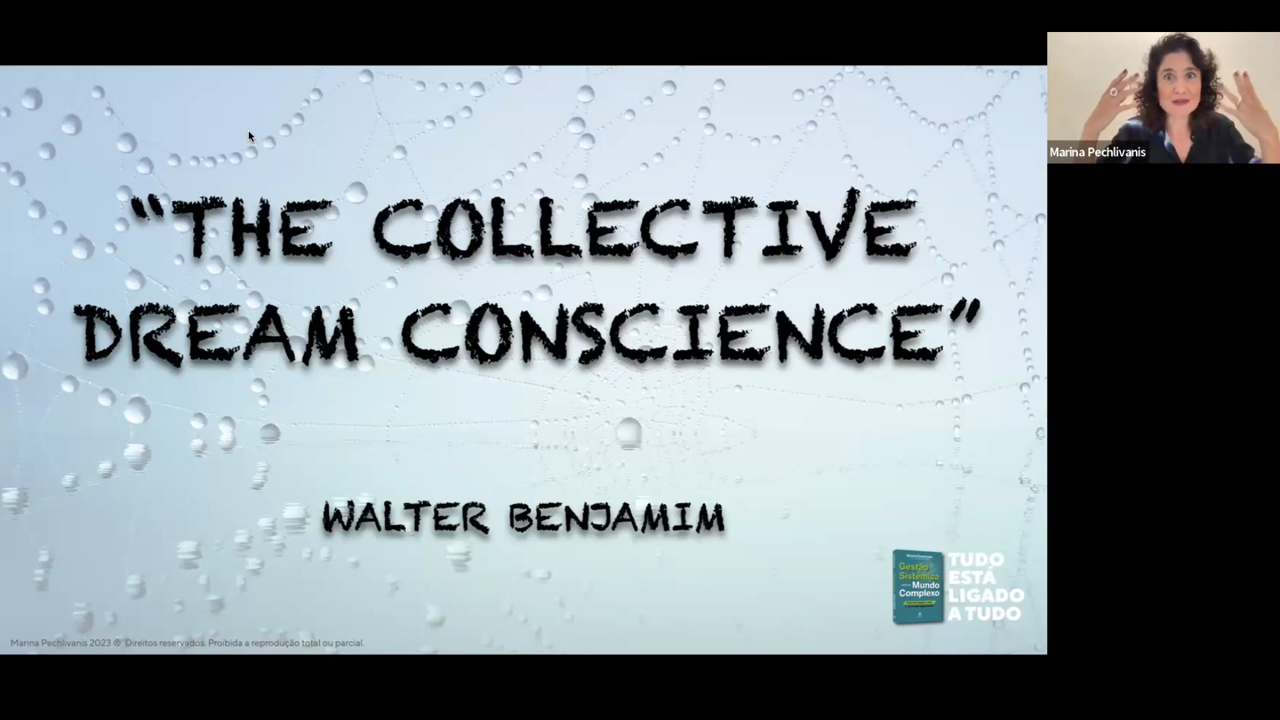 “THE COLLECTIVE
DREAM CONSCIENCE”
WALTER BENJAMIM
Marina Pechlivanis
Gestão
Sistêmica
Mundo
Complexo
TUDO
ESTÁ
LIGADO
A TUDO
Marina Pechlivanis 2023 ® Direitos reservados. Proibida a reprodução total ou parcial.